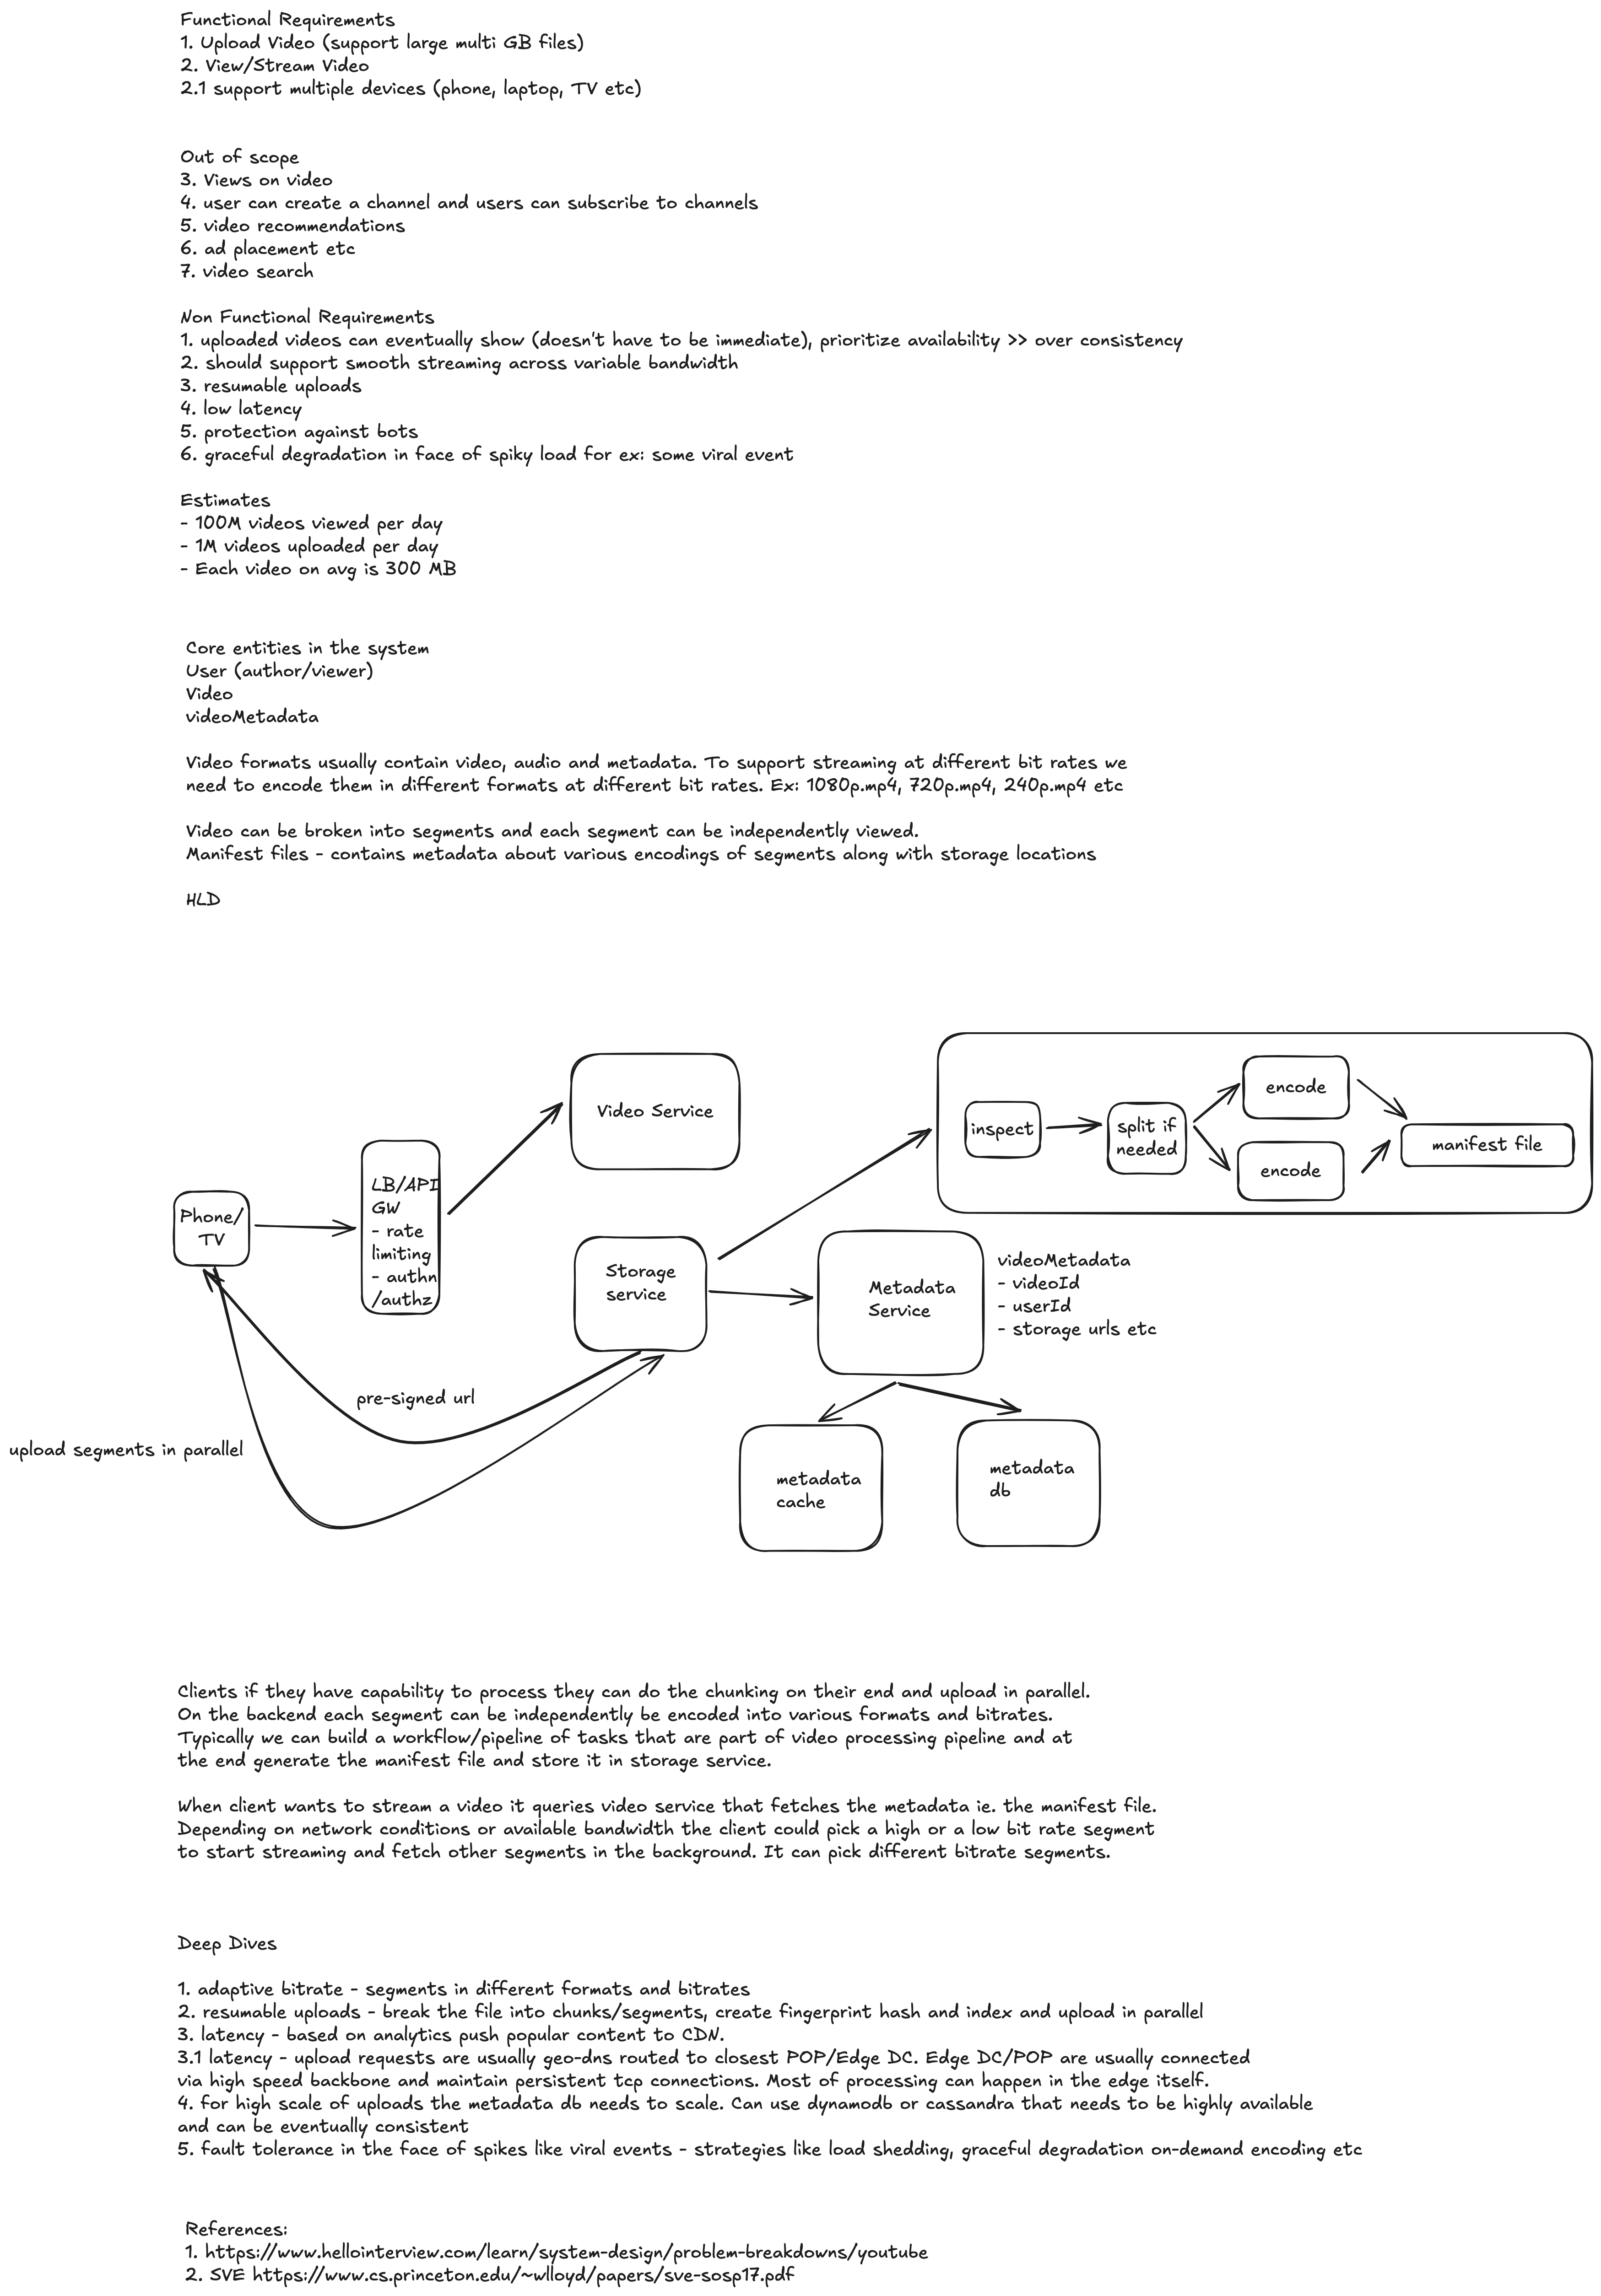 Functional Requirements
1. Upload Video (support large multi GB files)
2. View/Stream Video
2.1 support multiple devices (phone, laptop, TV etc)
Out of scope
3. Views on video
4. user can create a channel and users can subscribe to channels
5. video recommendations
6. ad placement etc
7. video search
Non Functional Requirements
1. uploaded videos can eventually show (doesn't have to be immediate), prioritize availability >> over consistency
2. should support smooth streaming across variable bandwidth
3. resumable uploads
4. low latency
5. protection against bots
6. graceful degradation in face of spiky load for ex: some viral event
Estimates
- 100M videos viewed per day
- 1M videos uploaded per day
- Each video on avg is 300 MB
Core entities in the system
User (author/viewer)
Video
videoMetadata
Video formats usually contain video, audio and metadata. To support streaming at different bit rates we
need to encode them in different formats at different bit rates. Ex: 1080p.mp4, 720p.mp4, 240p.mp4 etc
Video can be broken into segments and each segment can be independently viewed.
Manifest files - contains metadata about various encodings of segments along with storage locations
HLD
Phone/
TV
LB/API
GW
- rate
limiting
- authn
/authz
Video Service
Storage
service
inspect
split if
needed
encode
encode
manifest file
Metadata
Service
videoMetadata
- videoId
- userId
- storage urls etc
pre-signed url
upload segments in parallel
metadata
cache
metadata
db
Clients if they have capability to process they can do the chunking on their end and upload in parallel.
On the backend each segment can be independently be encoded into various formats and bitrates.
Typically we can build a workflow/pipeline of tasks that are part of video processing pipeline and at
the end generate the manifest file and store it in storage service.
When client wants to stream a video it queries video service that fetches the metadata ie. the manifest file.
Depending on network conditions or available bandwidth the client could pick a high or a low bit rate segment
to start streaming and fetch other segments in the background. It can pick different bitrate segments.
Deep Dives
1. adaptive bitrate - segments in different formats and bitrates
2. resumable uploads - break the file into chunks/segments, create fingerprint hash and index and upload in parallel
3. latency - based on analytics push popular content to CDN.
3.1 latency - upload requests are usually geo-dns routed to closest POP/Edge DC. Edge DC/POP are usually connected
via high speed backbone and maintain persistent tcp connections. Most of processing can happen in the edge itself.
4. for high scale of uploads the metadata db needs to scale. Can use dynamodb or cassandra that needs to be highly available
and can be eventually consistent
5. fault tolerance in the face of spikes like viral events - strategies like load shedding, graceful degradation on-demand encoding etc
References:
1. https://www.hellointerview.com/learn/system-design/problem-breakdowns/youtube
2. SVE https://www.cs.princeton.edu/~wlloyd/papers/sve-sosp17.pdf